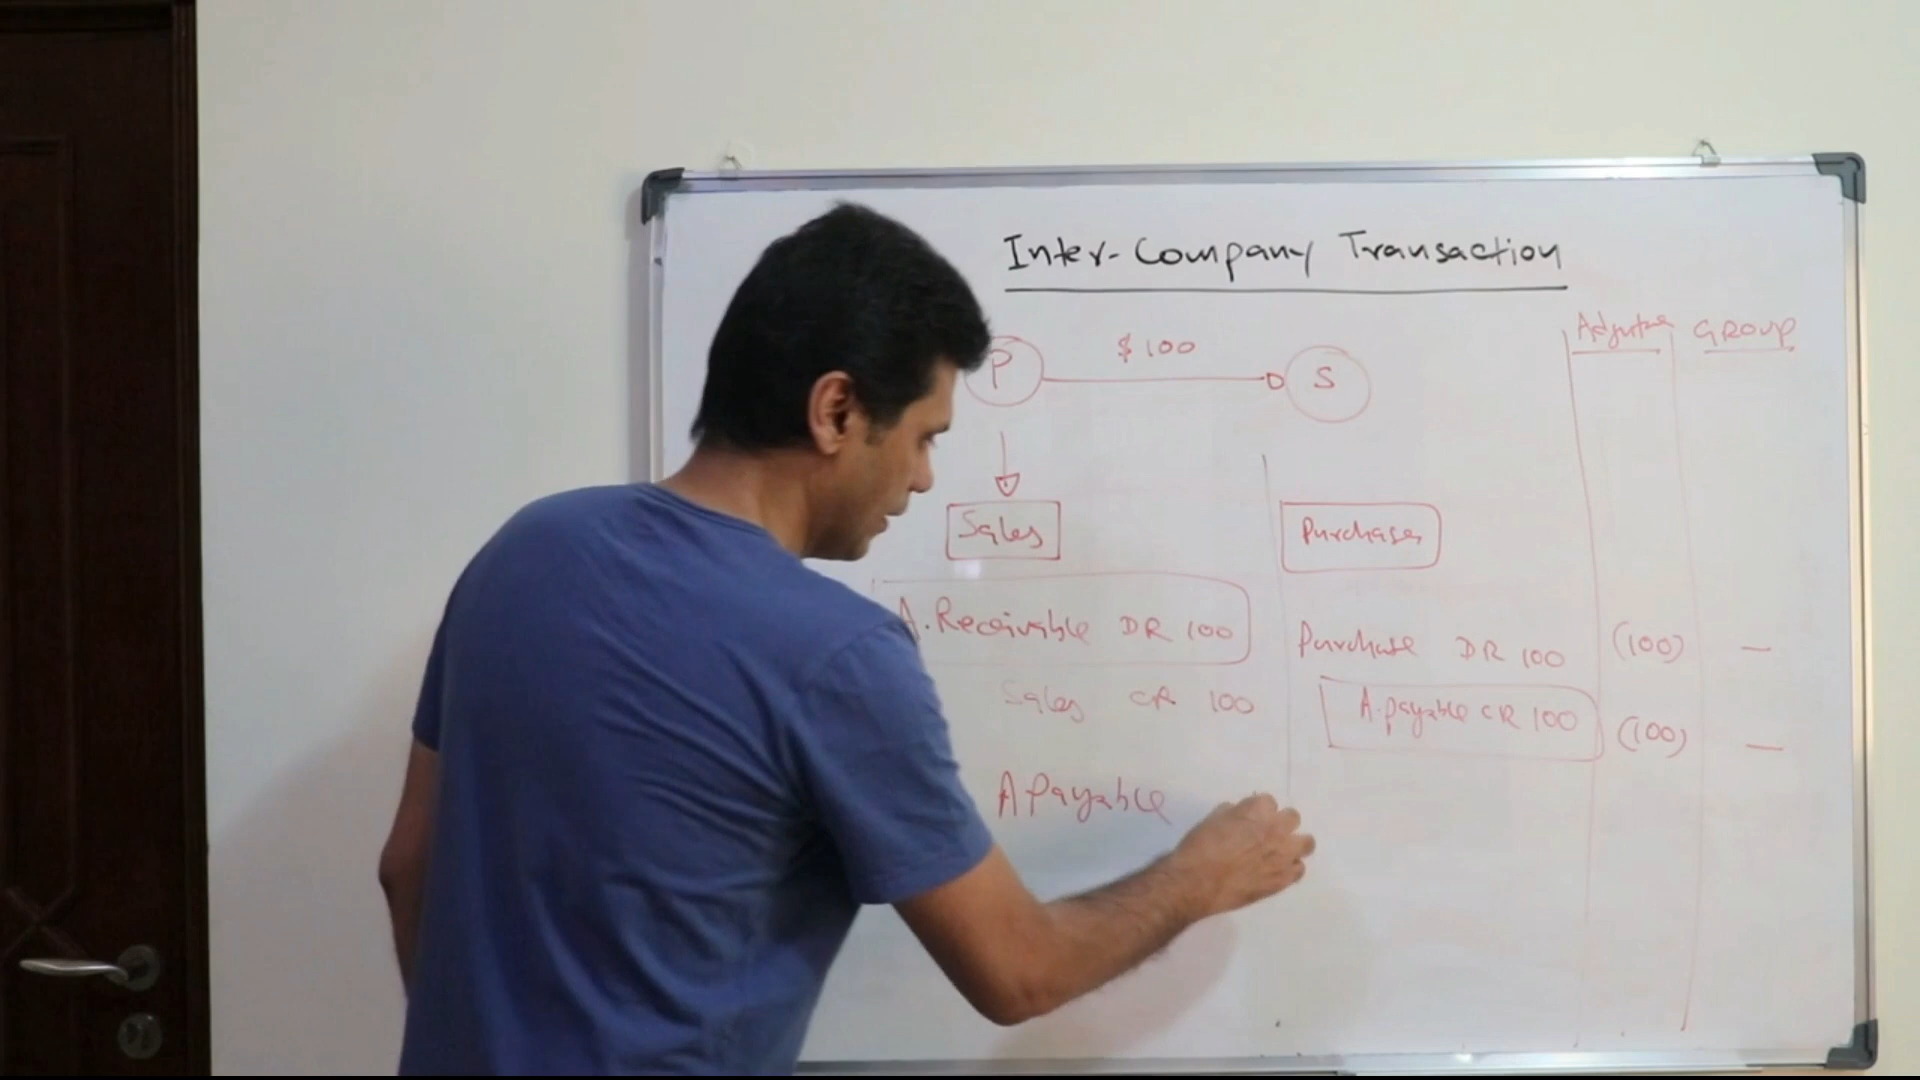 Inter-Company Transaction
Adjustme GROUP
P $100 S
Sales Purchases
A. Receivable DR 100 Purchase DR 100 (100) —
Sales CR 100 A. payable CR 100 (100) —
A Payable